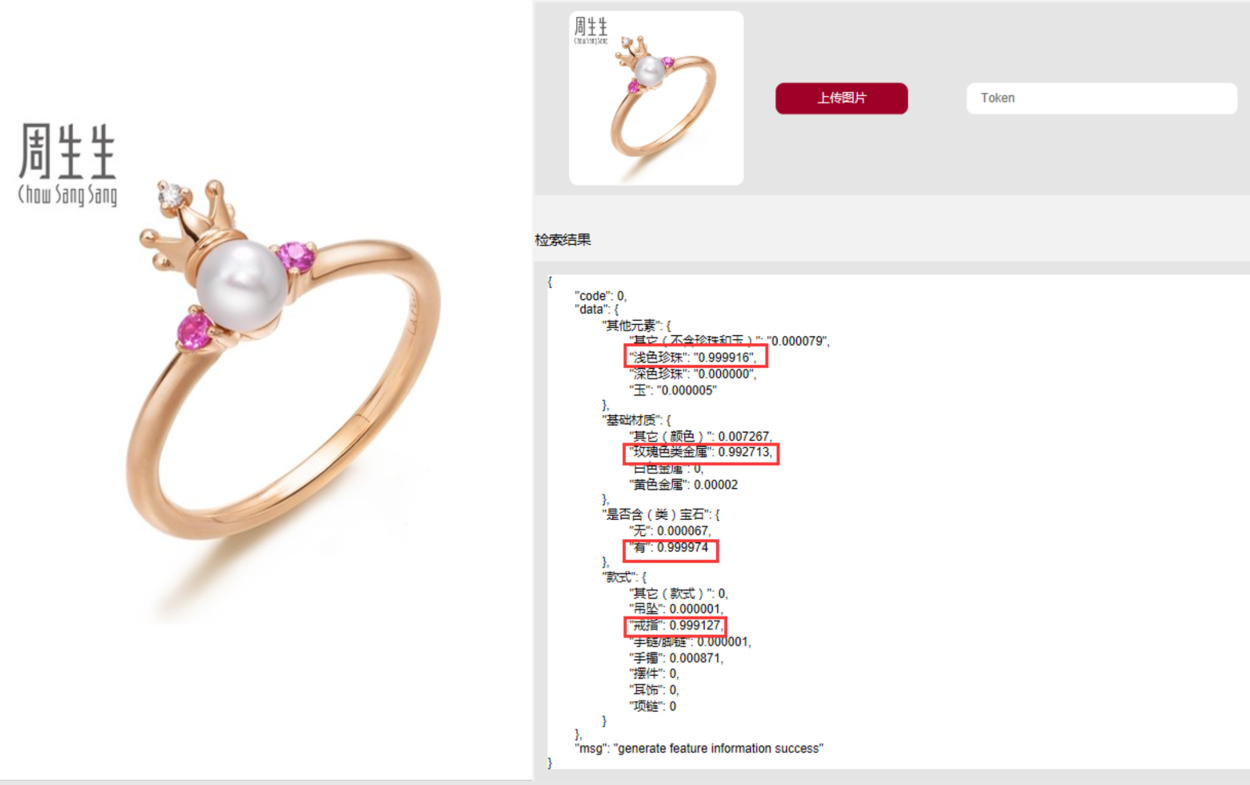 周生生
Chow Sang Sang
周生生
Chow Sang Sang
上传图片
Token
检索结果
{
"code": 0,
"data": {
"其他元素": {
"其它（不含珍珠和玉）": "0.000079",
"浅色珍珠": "0.999916",
"深色珍珠": "0.000000",
"玉": "0.000005"
},
"基础材质": {
"其它（颜色）": 0.007267,
"玫瑰色类金属": 0.992713,
"白色金属": 0,
"黄色金属": 0.00002
},
"是否含（类）宝石": {
"无": 0.000067,
"有": 0.999974
},
"款式": {
"其它（款式）": 0,
"吊坠": 0.000001,
"戒指": 0.999127,
"手链/脚链": 0.000001,
"手镯": 0.000871,
"摆件": 0,
"耳饰": 0,
"项链": 0
}
},
"msg": "generate feature information success"
}